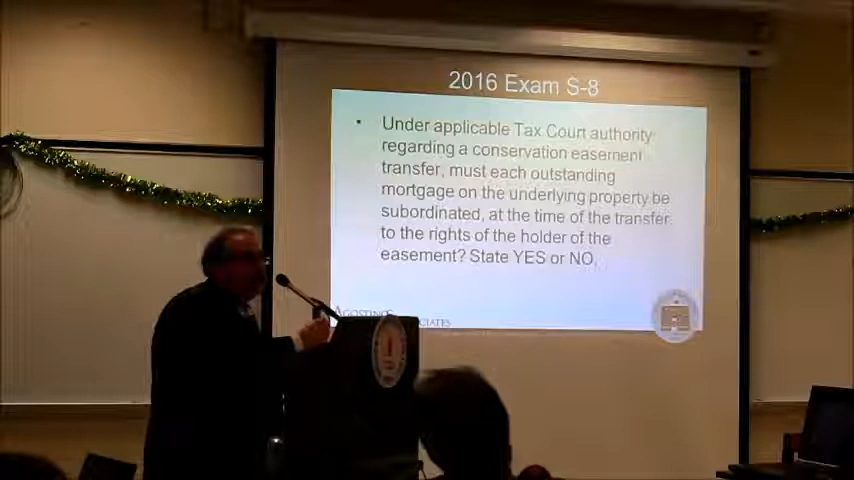 2016 Exam S-8
• Under applicable Tax Court authority
regarding a conservation easement
transfer, must each outstanding
mortgage on the underlying property be
subordinated, at the time of the transfer,
to the rights of the holder of the
easement? State YES or NO.